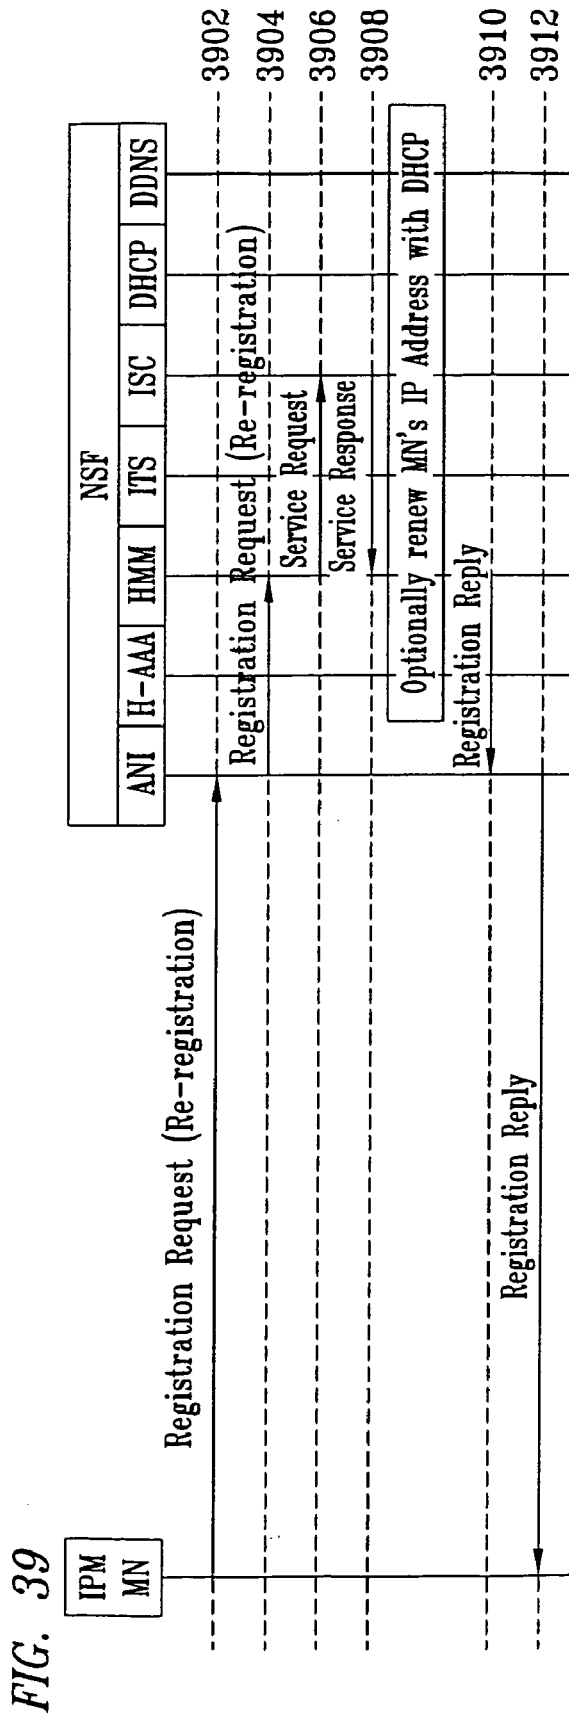 FIG. 39
IPM
MN
NSF
ANI H-AAA HMM ITS ISC DHCP DDNS
Registration Request (Re-registration)
3902
Registration Request (Re-registration)
3904
Service Request
3906
Service Response
3908
Optionally renew MN's IP Address with DHCP
Registration Reply
3910
Registration Reply
3912